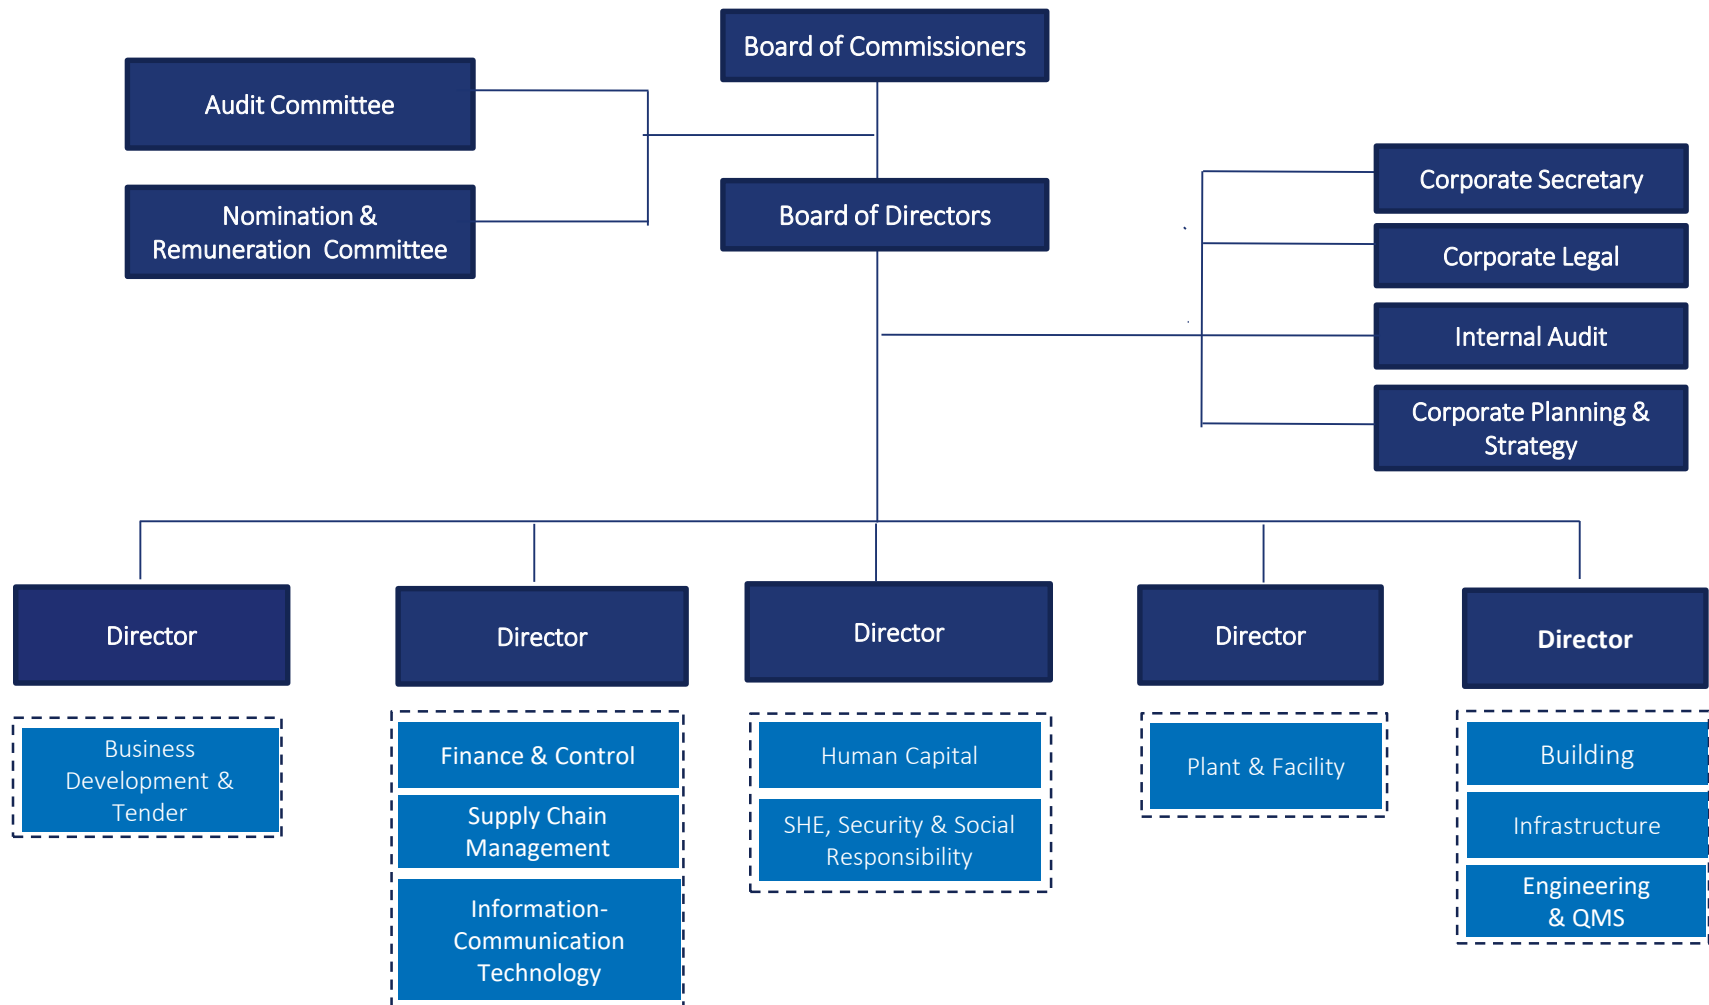 Board of Commissioners
Audit Committee
Nomination &
Remuneration Committee
Board of Directors
Corporate Secretary
Corporate Legal
Internal Audit
Corporate Planning &
Strategy
Director
Director
Director
Director
Director
Business
Development &
Tender
Finance & Control
Supply Chain
Management
Information-
Communication
Technology
Human Capital
SHE, Security & Social
Responsibility
Plant & Facility
Building
Infrastructure
Engineering
& QMS